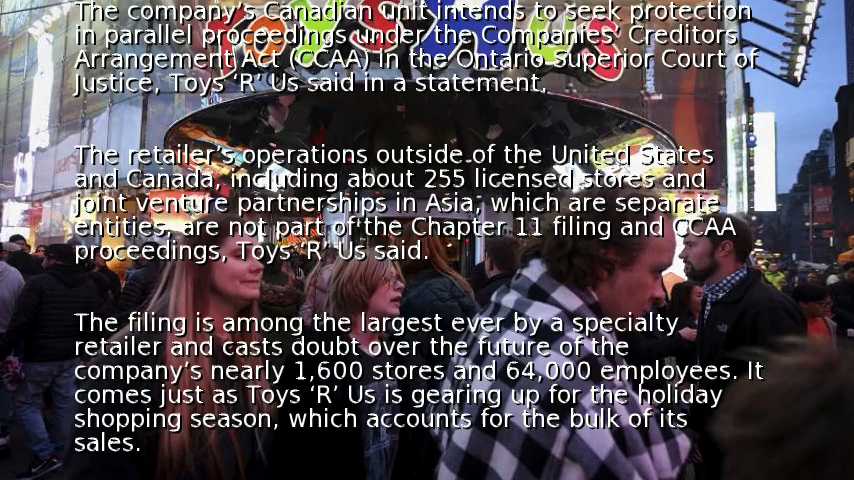 The company’s Canadian unit intends to seek protection
in parallel proceedings under the Companies’ Creditors
Arrangement Act (CCAA) in the Ontario Superior Court of
Justice, Toys ‘R’ Us said in a statement.
The retailer’s operations outside of the United States
and Canada, including about 255 licensed stores and
joint venture partnerships in Asia, which are separate
entities, are not part of the Chapter 11 filing and CCAA
proceedings, Toys ‘R’ Us said.
The filing is among the largest ever by a specialty
retailer and casts doubt over the future of the
company’s nearly 1,600 stores and 64,000 employees. It
comes just as Toys ‘R’ Us is gearing up for the holiday
shopping season, which accounts for the bulk of its
sales.